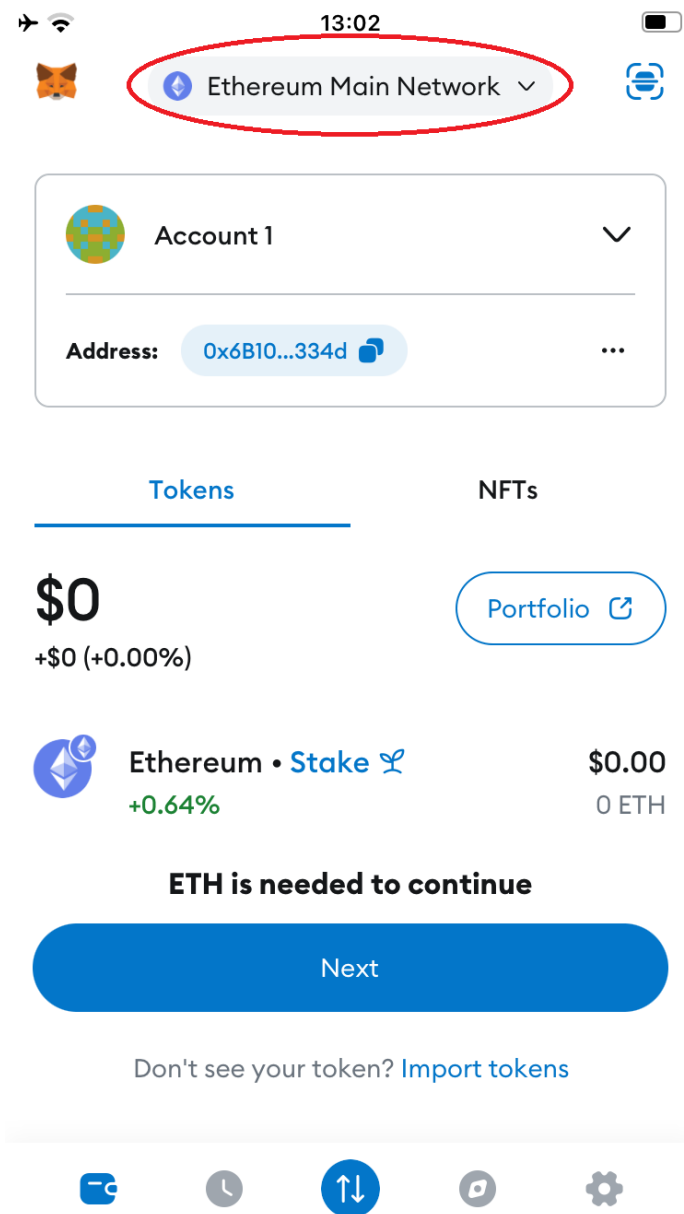 13:02
Ethereum Main Network
Account 1
Address: 0x6B10...334d
Tokens NFTs
$0
Portfolio
+$0 (+0.00%)
Ethereum • Stake $0.00
+0.64% 0 ETH
ETH is needed to continue
Next
Don't see your token? Import tokens